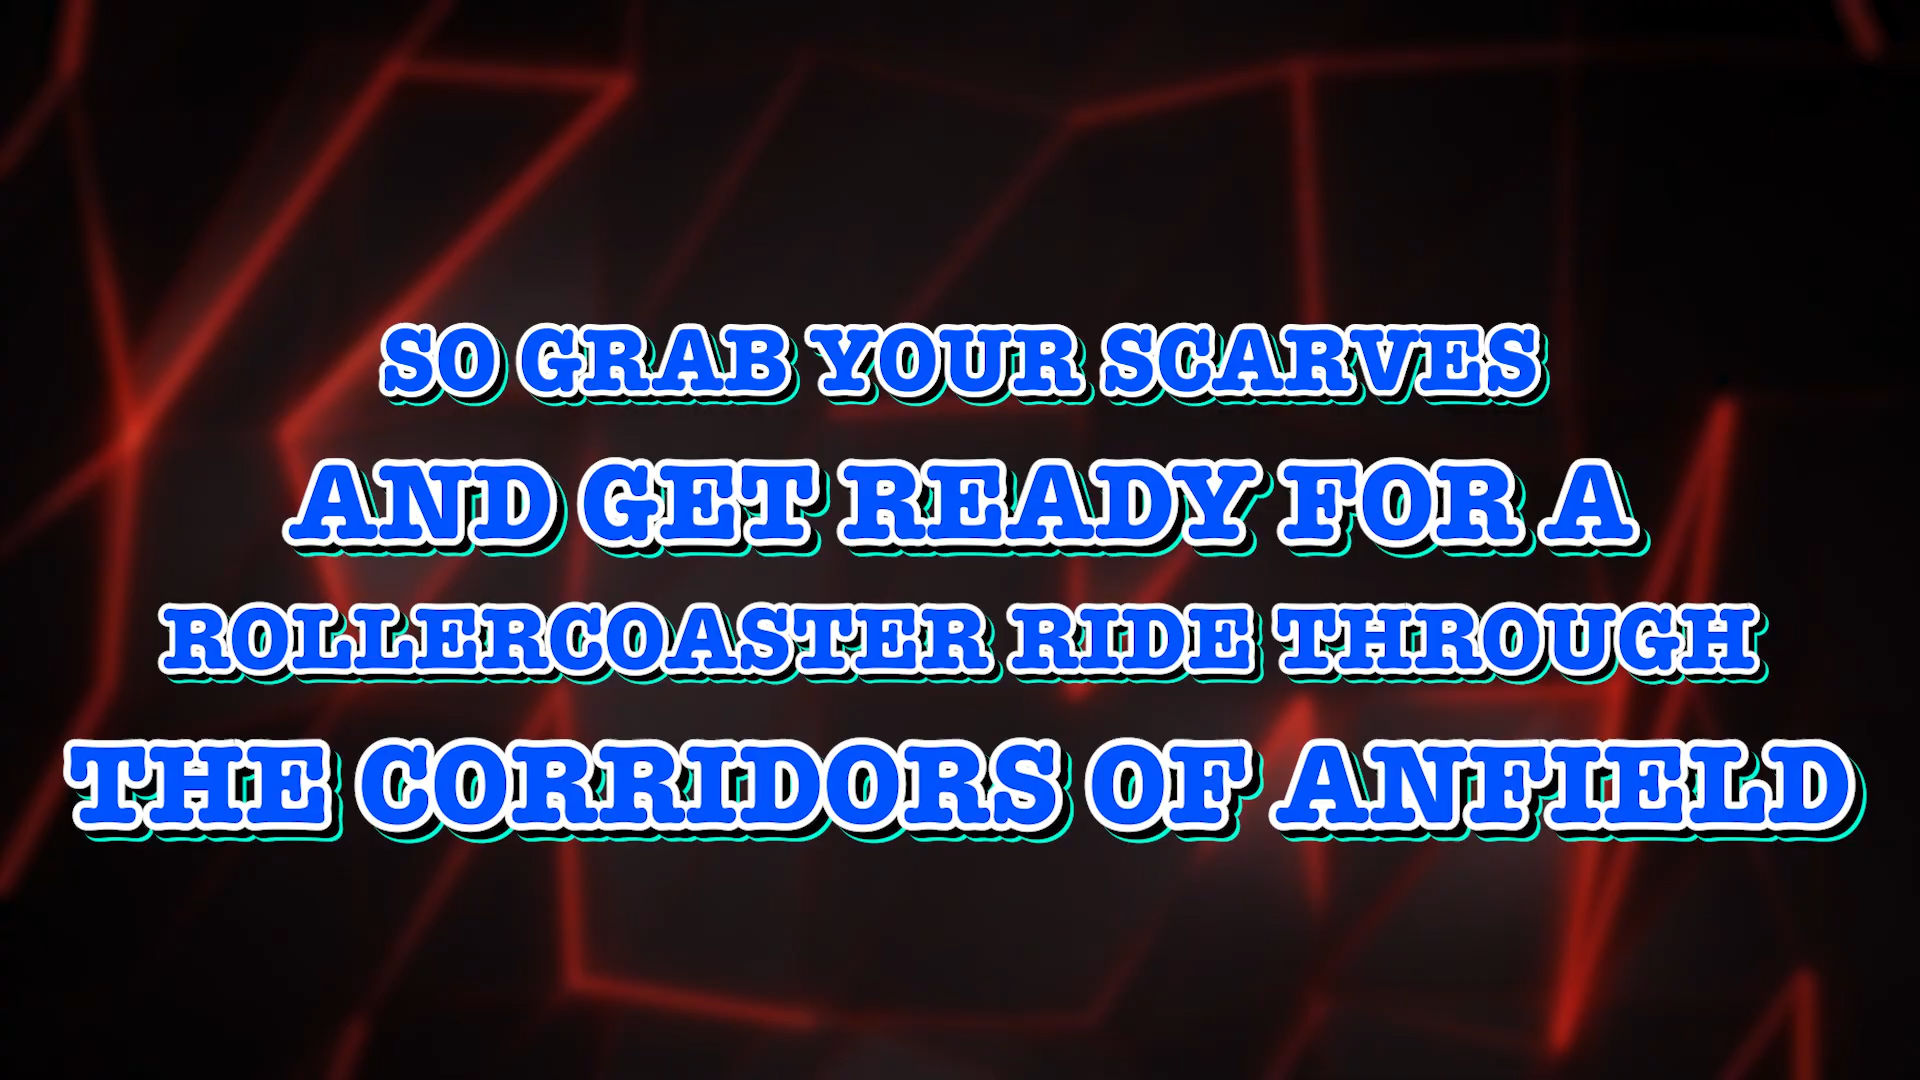 SO GRAB YOUR SCARVES
AND GET READY FOR A
ROLLERCOASTER RIDE THROUGH
THE CORRIDORS OF ANFIELD